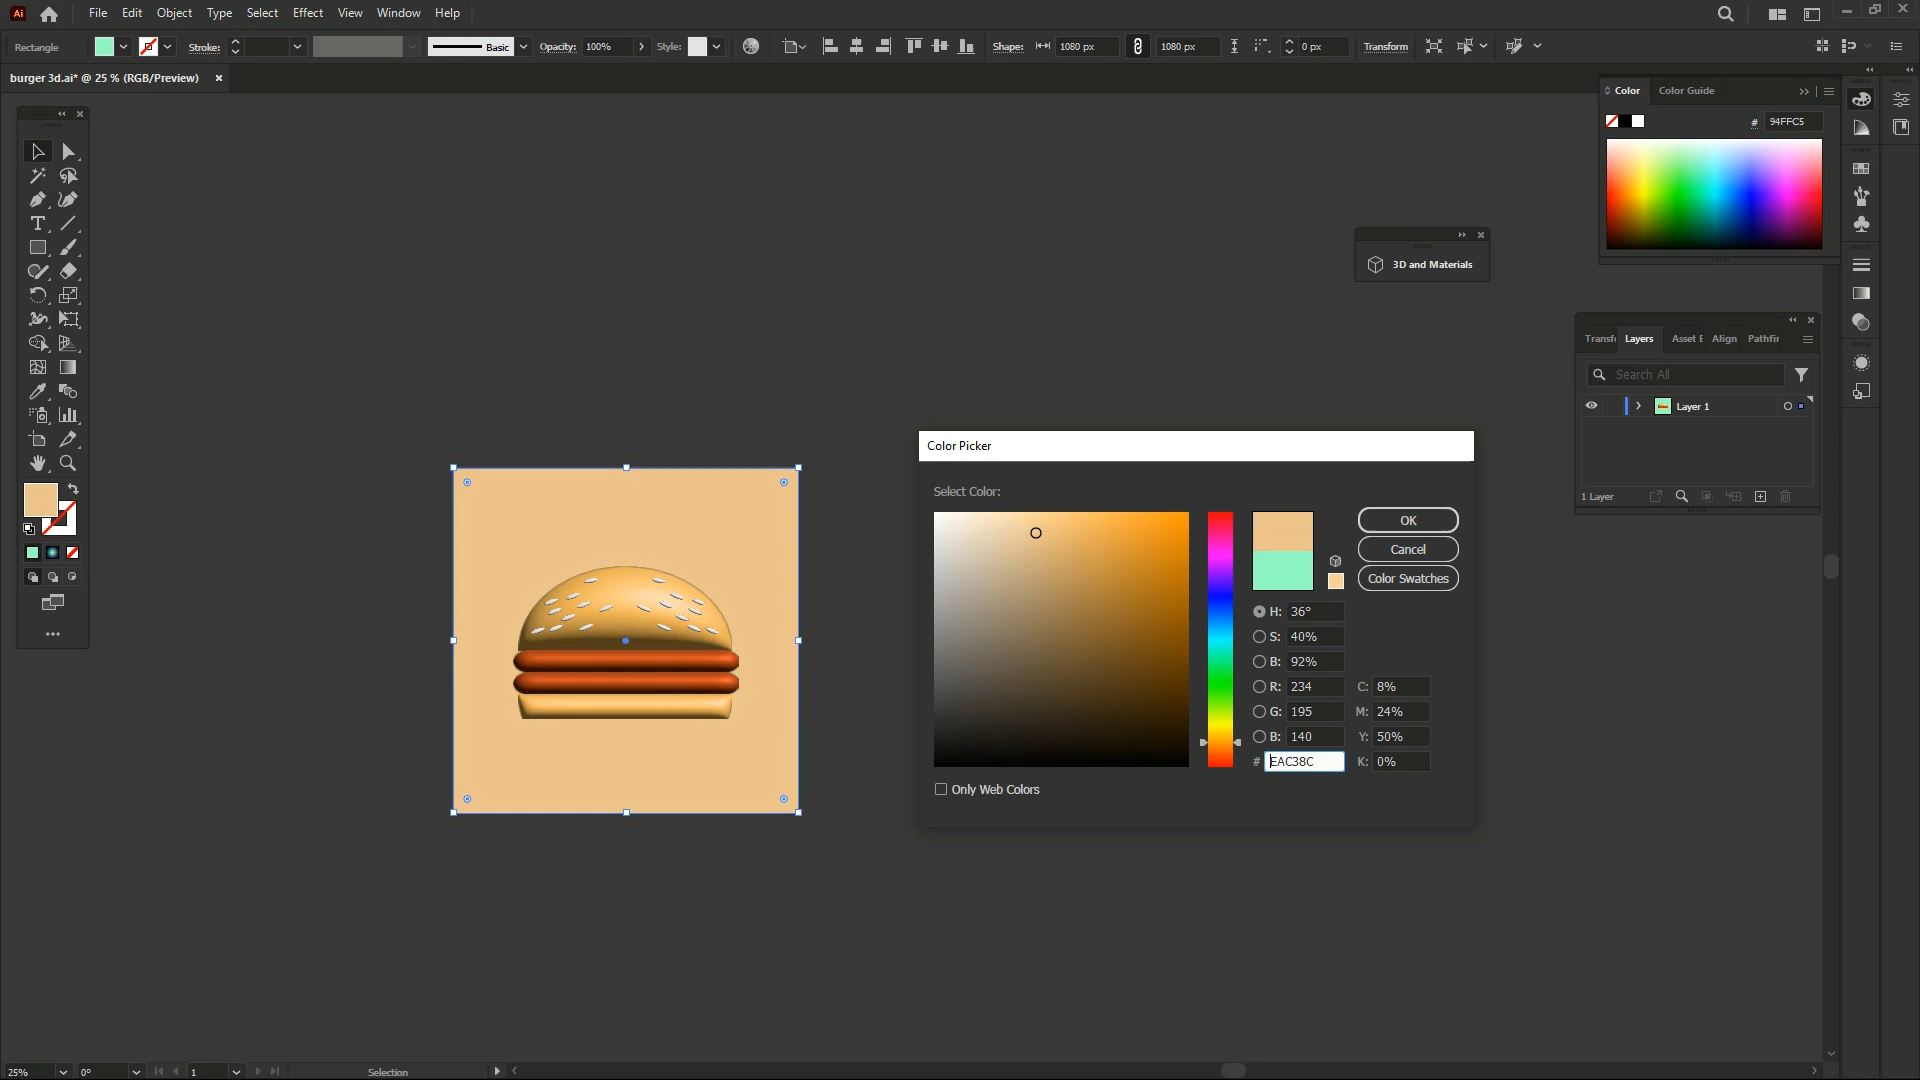 Ai File Edit Object Type Select Effect View Window Help
Rectangle Stroke: Basic Opacity: 100% Style: Shape: 1080 px 1080 px 0 px Transform
burger 3d.ai* @ 25 % (RGB/Preview)
Color Color Guide
# 94FFC5
3D and Materials
Layers Asset E Align
Search All
Layer 1
1 Layer
Color Picker
Select Color:
OK
Cancel
Color Swatches
H: 36°
S: 40%
B: 92%
R: 234 C: 8%
G: 195 M: 24%
B: 140 Y: 50%
# EAC38C K: 0%
Only Web Colors
25% 0° 1 Selection